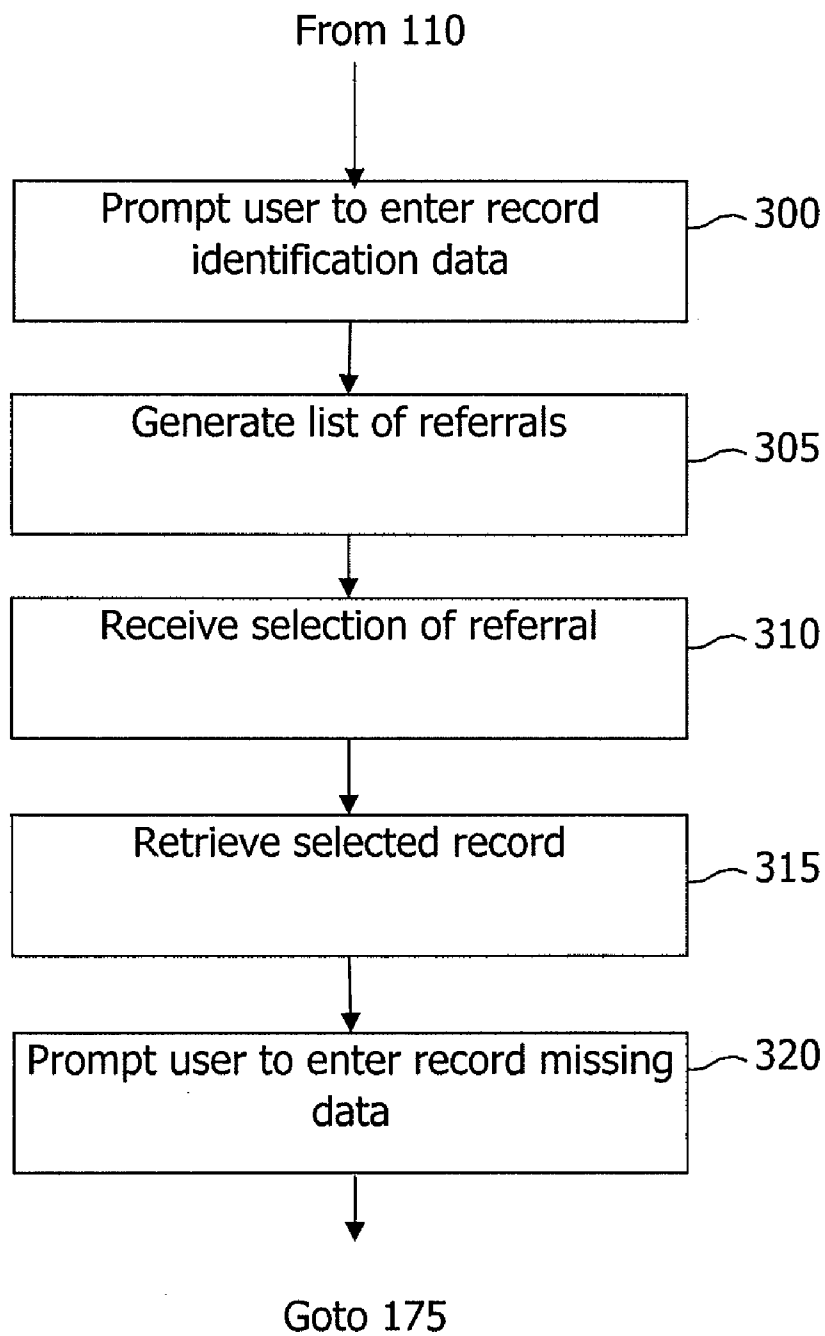 From 110
Prompt user to enter record
identification data
300
Generate list of referrals
305
Receive selection of referral
310
Retrieve selected record
315
Prompt user to enter record missing
data
320
Goto 175